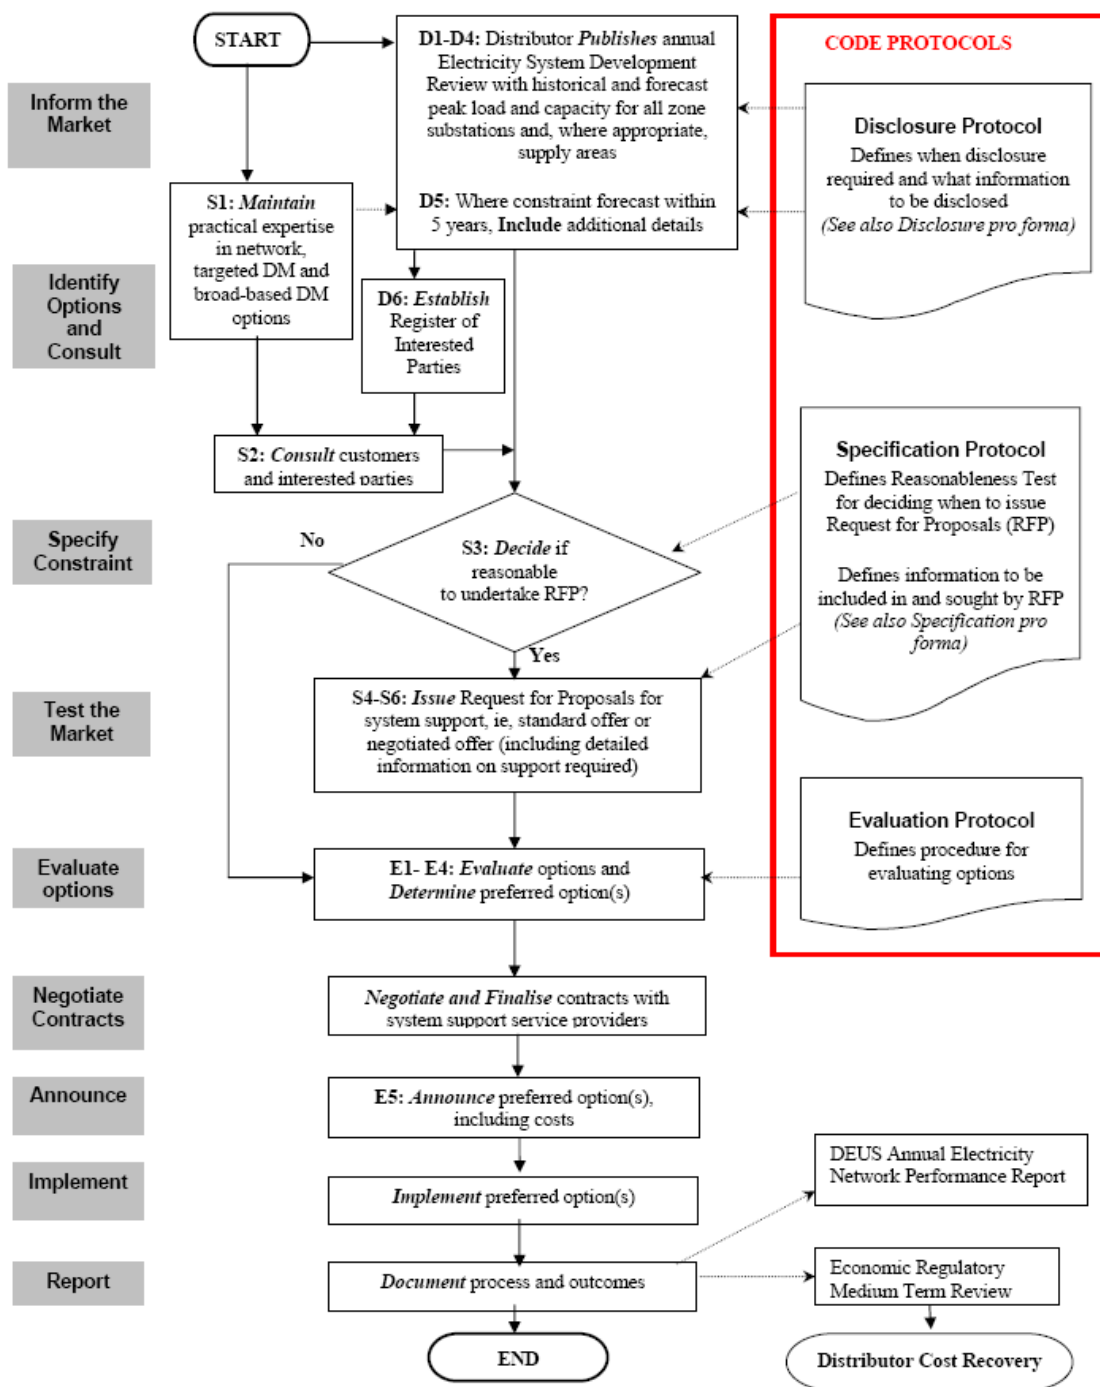 START
D1-D4: Distributor Publishes annual
Electricity System Development
Review with historical and forecast
peak load and capacity for all zone
substations and, where appropriate,
supply areas
D5: Where constraint forecast within
5 years, Include additional details
CODE PROTOCOLS
Inform the
Market
Disclosure Protocol
Defines when disclosure
required and what information
to be disclosed
(See also Disclosure pro forma)
S1: Maintain
practical expertise
in network,
targeted DM and
broad-based DM
options
Identify
Options
and
Consult
D6: Establish
Register of
Interested
Parties
S2: Consult customers
and interested parties
Specification Protocol
Defines Reasonableness Test
for deciding when to issue
Request for Proposals (RFP)
Defines information to be
included in and sought by RFP
(See also Specification pro
forma)
Specify
Constraint
No
S3: Decide if
reasonable
to undertake RFP?
Yes
Test the
Market
S4-S6: Issue Request for Proposals for
system support, ie, standard offer or
negotiated offer (including detailed
information on support required)
Evaluation Protocol
Defines procedure for
evaluating options
Evaluate
options
E1- E4: Evaluate options and
Determine preferred option(s)
Negotiate
Contracts
Negotiate and Finalise contracts with
system support service providers
Announce
E5: Announce preferred option(s),
including costs
Implement
Implement preferred option(s)
DEUS Annual Electricity
Network Performance Report
Report
Document process and outcomes
Economic Regulatory
Medium Term Review
END
Distributor Cost Recovery